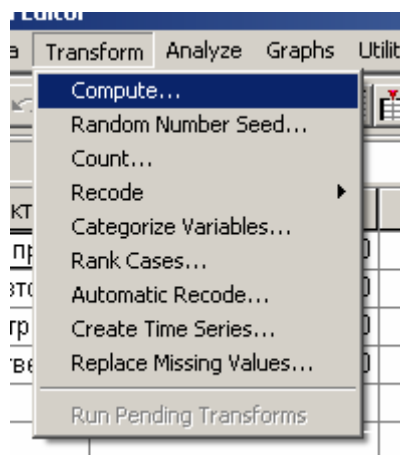 Editor
Transform Analyze Graphs Utilit
Compute...
Random Number Seed...
Count...
Recode
Categorize Variables...
Rank Cases...
Automatic Recode...
Create Time Series...
Replace Missing Values...
Run Pending Transforms